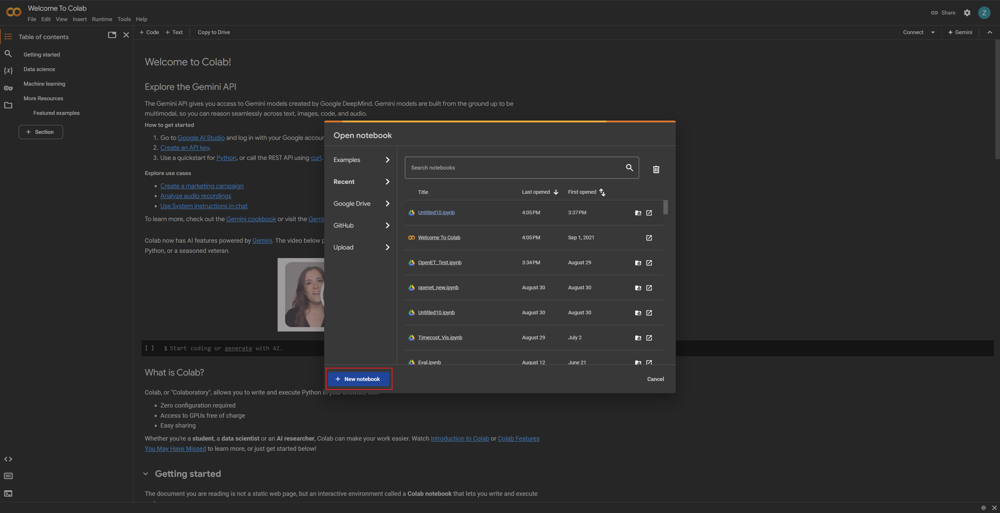 Welcome To Colab
File Edit View Insert Runtime Tools Help
Share
Z
Table of contents
+ Code + Text Copy to Drive
Connect Gemini
Getting started
Data science
{x}
Machine learning
More Resources
Featured examples
+ Section
Welcome to Colab!
Explore the Gemini API
The Gemini API gives you access to Gemini models created by Google DeepMind. Gemini models are built from the ground up to be
multimodal, so you can reason seamlessly across text, images, code, and audio.
How to get started
1. Go to Google AI Studio and log in with your Google accour
2. Create an API key.
3. Use a quickstart for Python, or call the REST API using curl.
Explore use cases
• Create a marketing campaign
• Analyze audio recordings
• Use System instructions in chat
To learn more, check out the Gemini cookbook or visit the Gemi
Colab now has AI features powered by Gemini. The video below p
Python, or a seasoned veteran.
[ ] 1 Start coding or generate with AI.
What is Colab?
Colab, or "Colaboratory", allows you to write and execute Python in your browser, with
• Zero configuration required
• Access to GPUs free of charge
• Easy sharing
Whether you're a student, a data scientist or an AI researcher, Colab can make your work easier. Watch Introduction to Colab or Colab Features
You May Have Missed to learn more, or just get started below!
Getting started
The document you are reading is not a static web page, but an interactive environment called a Colab notebook that lets you write and execute
Open notebook
Examples
Recent
Google Drive
GitHub
Upload
Search notebooks
Title Last opened First opened
Untitled10.ipynb 4:05 PM 3:37 PM
Welcome To Colab 4:05 PM Sep 1, 2021
OpenET_Test.ipynb 3:34 PM August 29
openet_new.ipynb August 30 August 30
Untitled10.ipynb August 30 August 30
Timecost_Vis.ipynb August 29 July 2
Eval.ipynb August 12 June 21
+ New notebook
Cancel